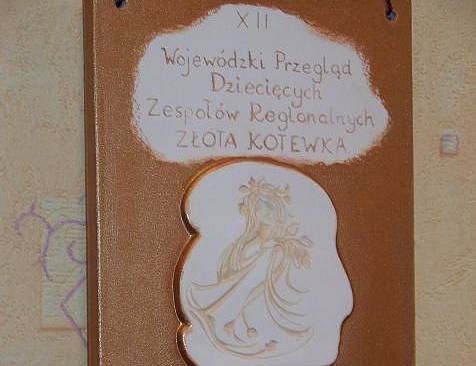 XII
Wojewódzki Przegląd
Dziecięcych
Zespołów Regionalnych
ZŁOTA KOTEWKA